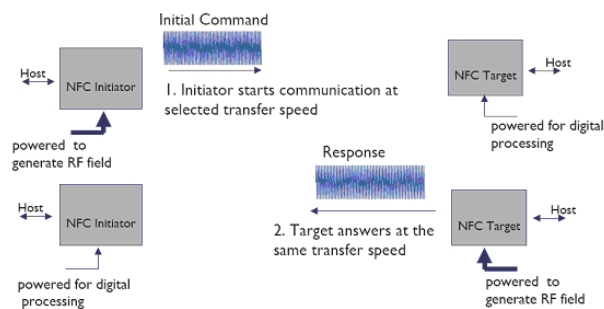 Initial Command
Host
NFC Initiator
1. Initiator starts communication at
selected transfer speed
NFC Target
Host
powered to
generate RF field
powered for digital
processing
Response
Host
NFC Initiator
2. Target answers at the
same transfer speed
NFC Target
Host
powered for digital
processing
powered to
generate RF field